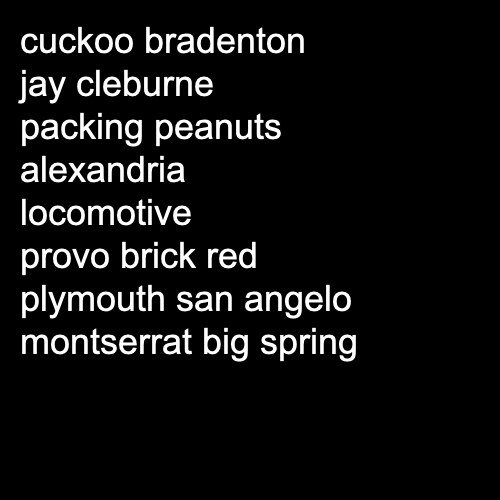 cuckoo bradenton
jay cleburne
packing peanuts
alexandria
locomotive
provo brick red
plymouth san angelo
montserrat big spring